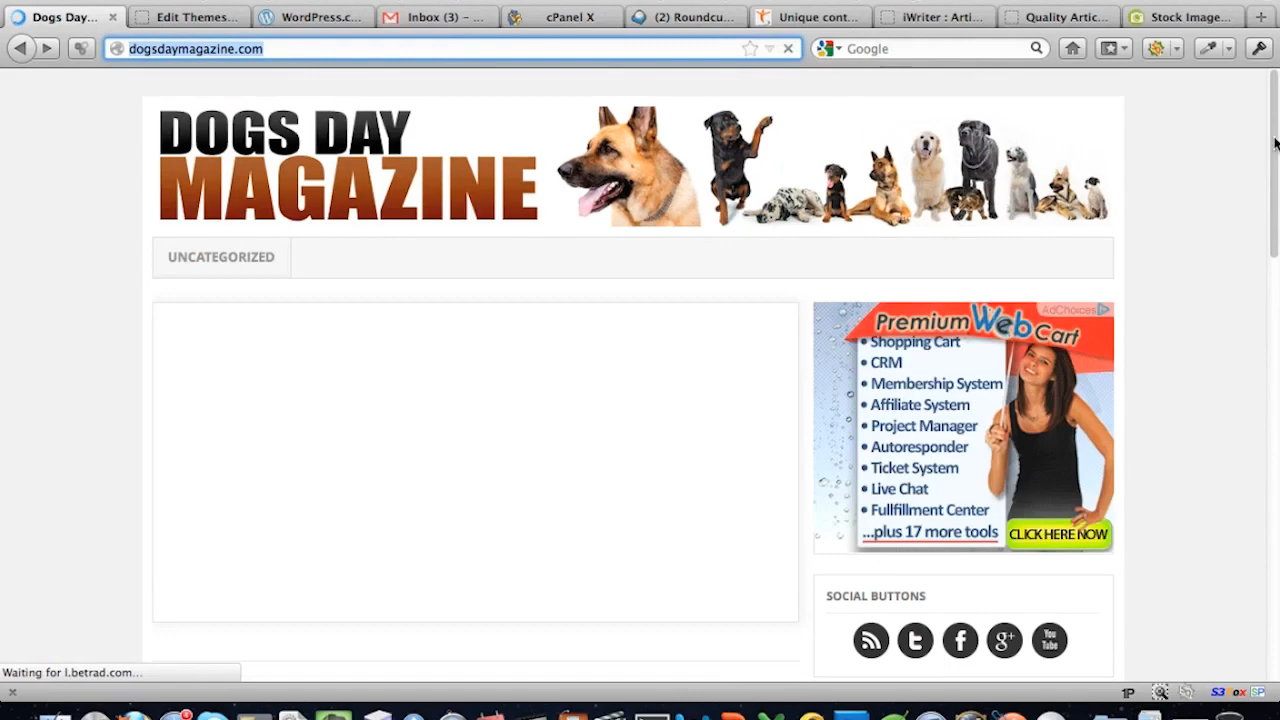 Dogs Day...
Edit Themes...
WordPress.c...
Inbox (3) – ...
cPanel X
(2) Roundcu...
Unique cont...
iWriter : Arti...
Quality Artic...
Stock Image...
dogsdaymagazine.com
Google
DOGS DAY
MAGAZINE
UNCATEGORIZED
AdChoices
Premium Web Cart
• Shopping Cart
• CRM
• Membership System
• Affiliate System
• Project Manager
• Autoresponder
• Ticket System
• Live Chat
• Fullfillment Center
...plus 17 more tools
CLICK HERE NOW
SOCIAL BUTTONS
g+
You
Tube
Waiting for l.betrad.com...
1P
S3Fox
SP